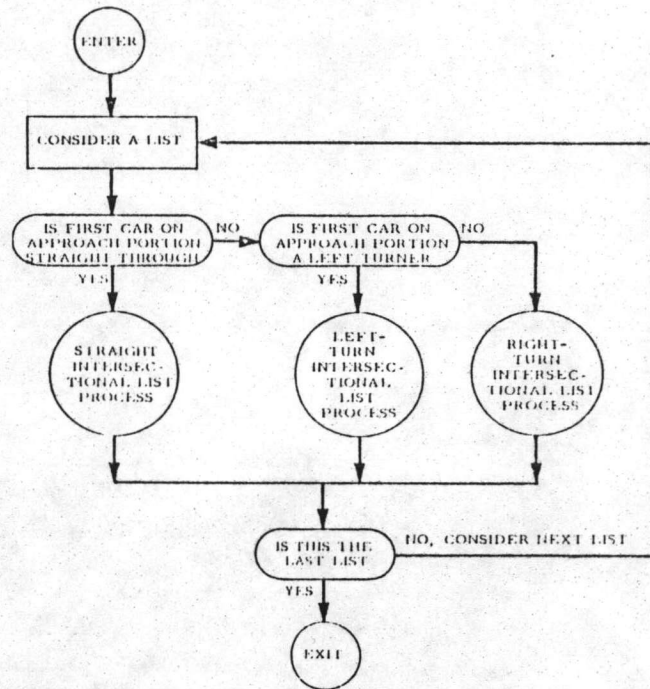 ENTER
CONSIDER A LIST
IS FIRST CAR ON
APPROACH PORTION
STRAIGHT THROUGH
NO
IS FIRST CAR ON
APPROACH PORTION
A LEFT TURNER
NO
YES
YES
STRAIGHT
INTERSEC-
TIONAL LIST
PROCESS
LEFT-
TURN
INTERSEC-
TIONAL
LIST
PROCESS
RIGHT-
TURN
INTERSEC-
TIONAL LIST
PROCESS
IS THIS THE
LAST LIST
NO, CONSIDER NEXT LIST
YES
EXIT